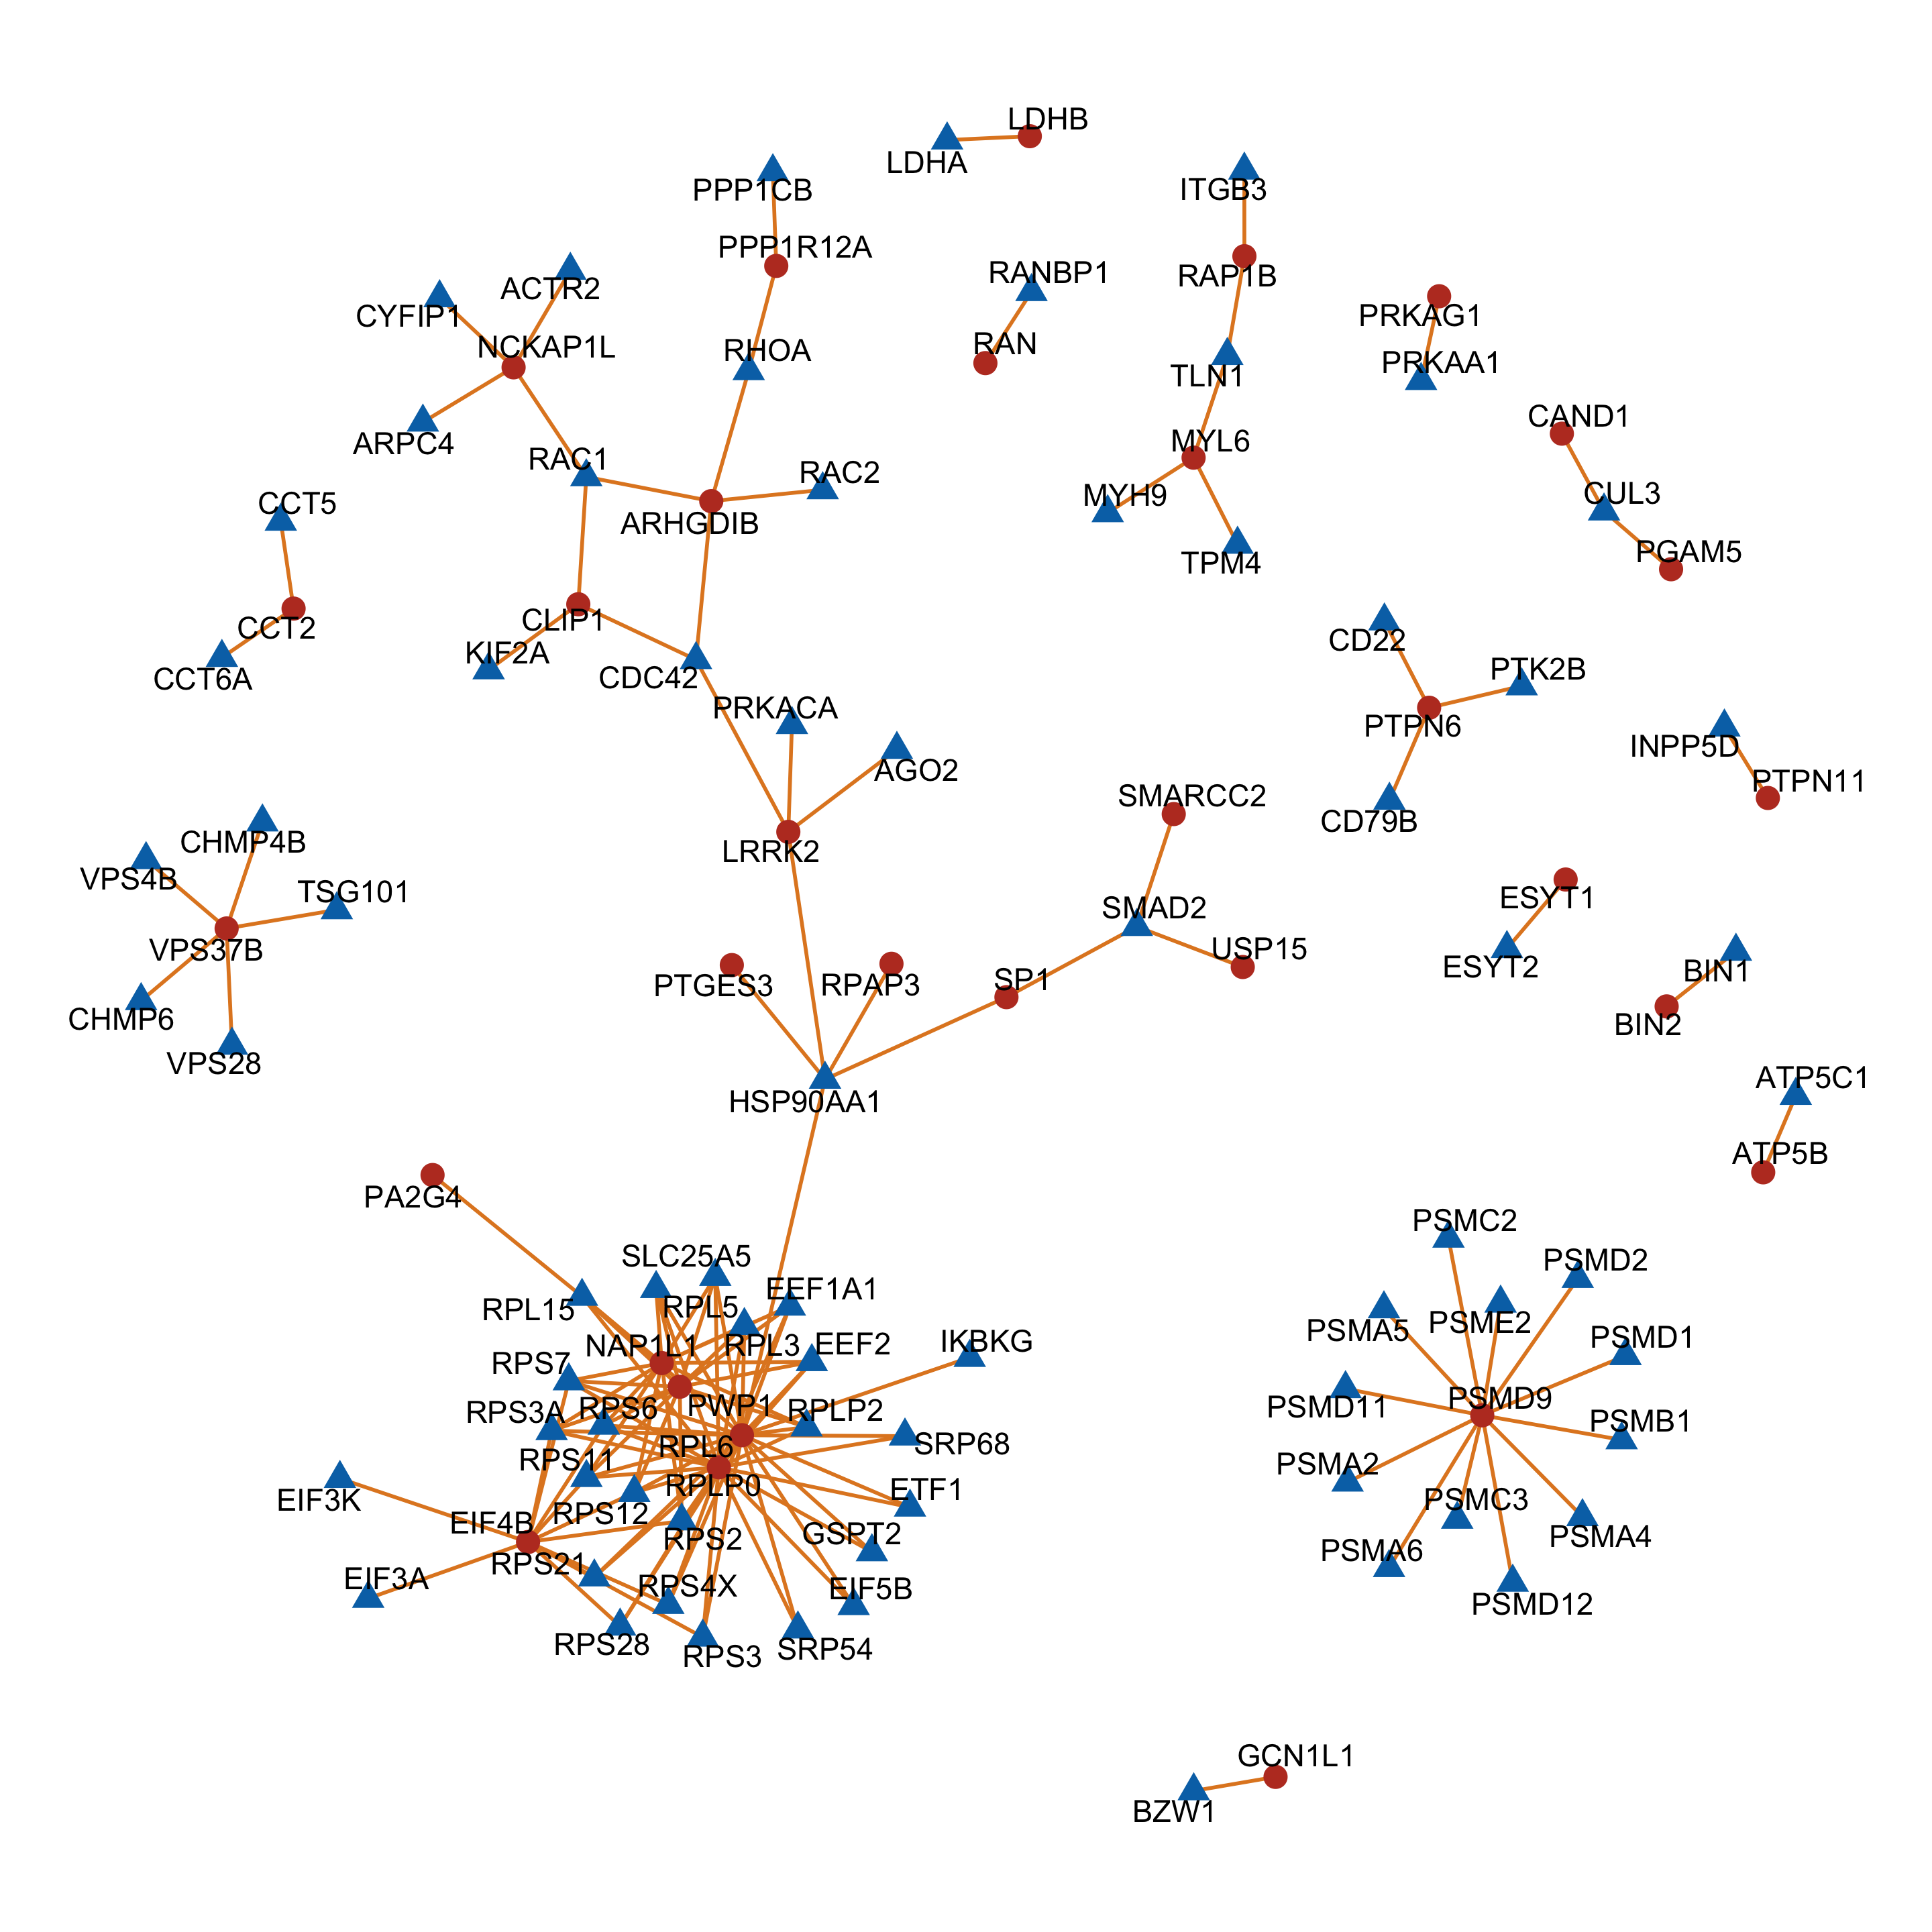 LDHB
LDHA
PPP1CB
ITGB3
PPP1R12A
RANBP1
RAP1B
ACTR2
CYFIP1
PRKAG1
RAN
NCKAP1L
RHOA
TLN1
PRKAA1
CAND1
ARPC4
MYL6
RAC1
RAC2
MYH9
CUL3
CCT5
ARHGDIB
PGAM5
TPM4
CLIP1
CCT2
CD22
KIF2A
PTK2B
CCT6A
CDC42
PRKACA
PTPN6
INPP5D
AGO2
PTPN11
SMARCC2
CD79B
CHMP4B
LRRK2
VPS4B
TSG101
ESYT1
SMAD2
VPS37B
USP15
ESYT2
BIN1
PTGES3
RPAP3
SP1
CHMP6
BIN2
VPS28
ATP5C1
HSP90AA1
ATP5B
PA2G4
PSMC2
SLC25A5
PSMD2
EEF1A1
RPL15
RPL5
PSMA5
PSME2
PSMD1
NAP1L1
RPL3
EEF2
IKBKG
RPS7
PSMD9
PSMD11
RPS3A
RPS6
PWP1
RPLP2
PSMB1
RPL6
SRP68
RPS11
PSMA2
RPLP0
ETF1
EIF3K
RPS12
PSMC3
EIF4B
RPS2
GSPT2
PSMA4
PSMA6
RPS21
EIF3A
RPS4X
EIF5B
PSMD12
RPS28
RPS3
SRP54
GCN1L1
BZW1